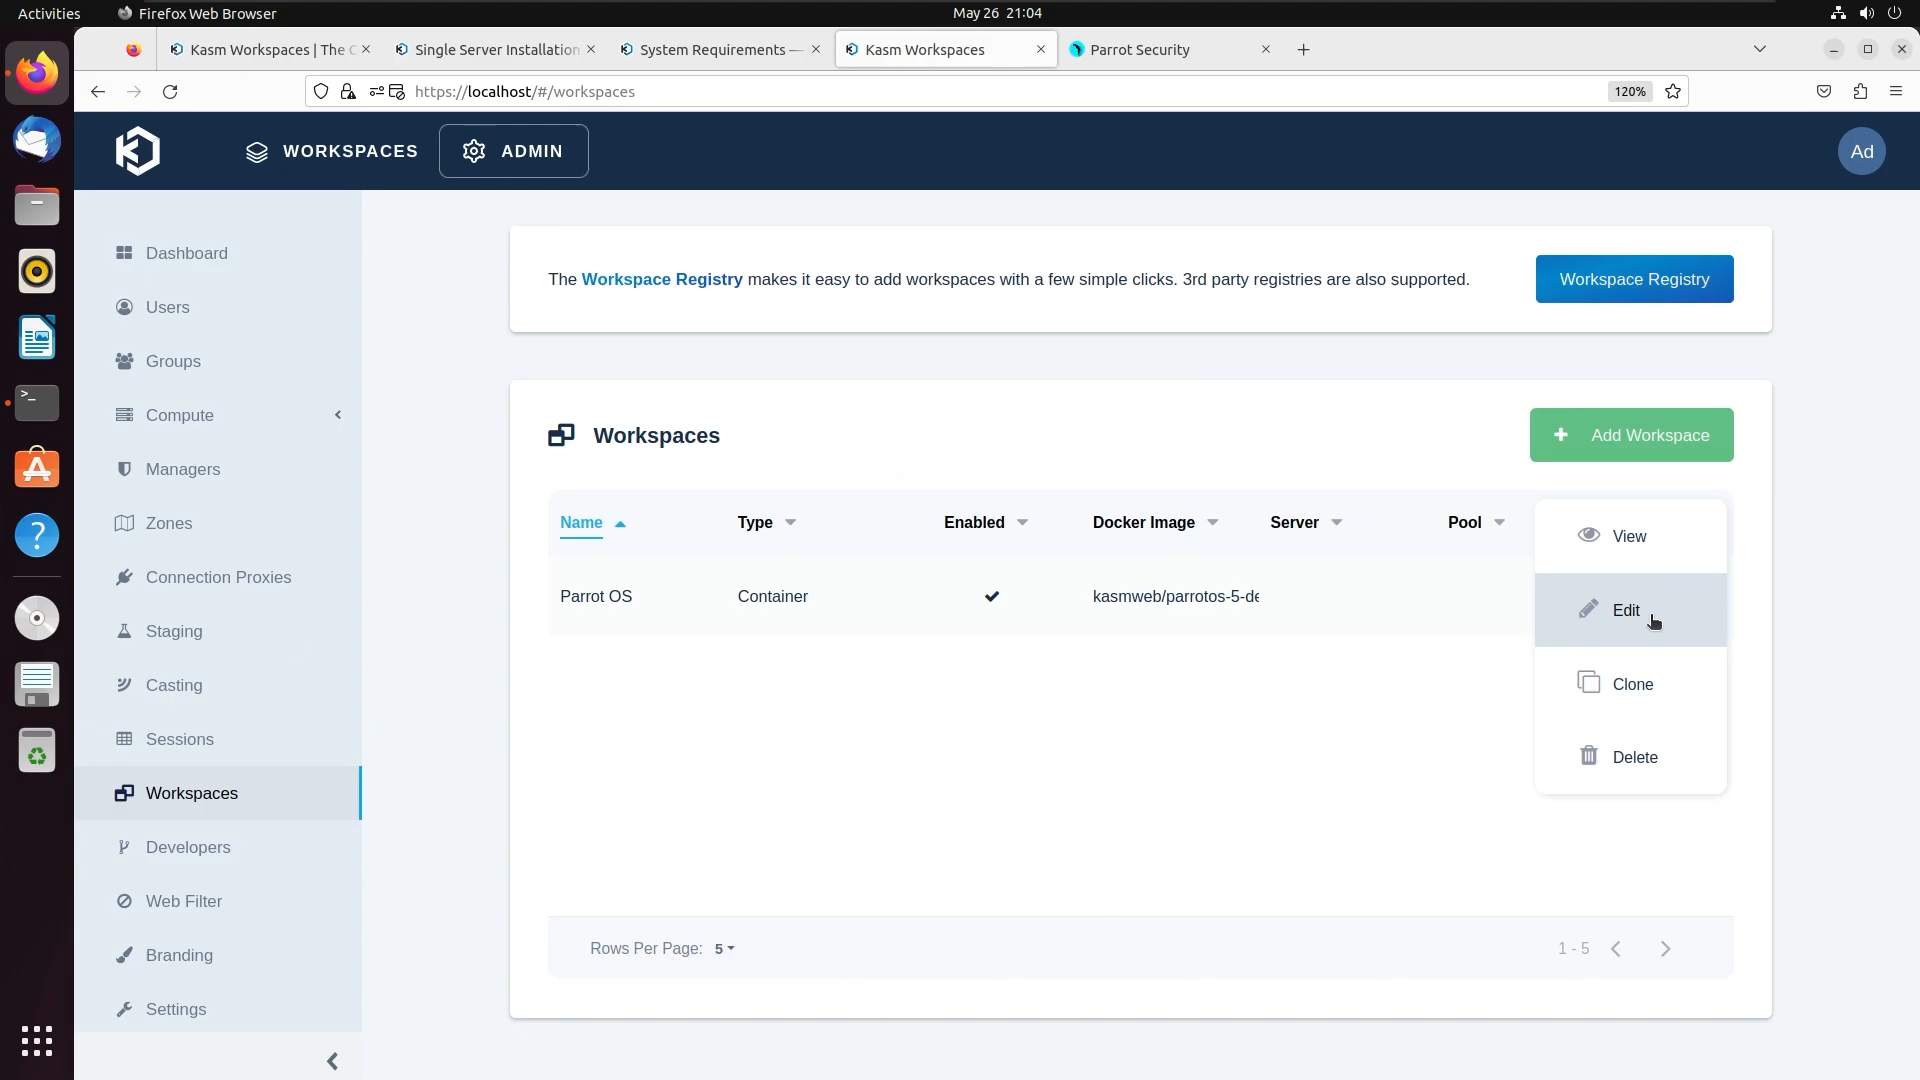 Activities
Firefox Web Browser
May 26 21:04
Kasm Workspaces | The C
Single Server Installation
System Requirements —
Kasm Workspaces
Parrot Security
https://localhost/#/workspaces
120%
WORKSPACES
ADMIN
Ad
Dashboard
Users
Groups
Compute
Managers
Zones
Connection Proxies
Staging
Casting
Sessions
Workspaces
Developers
Web Filter
Branding
Settings
The Workspace Registry makes it easy to add workspaces with a few simple clicks. 3rd party registries are also supported.
Workspace Registry
Workspaces
+ Add Workspace
Name
Type
Enabled
Docker Image
Server
Pool
Parrot OS
Container
kasmweb/parrotos-5-de
View
Edit
Clone
Delete
Rows Per Page: 5
1 - 5